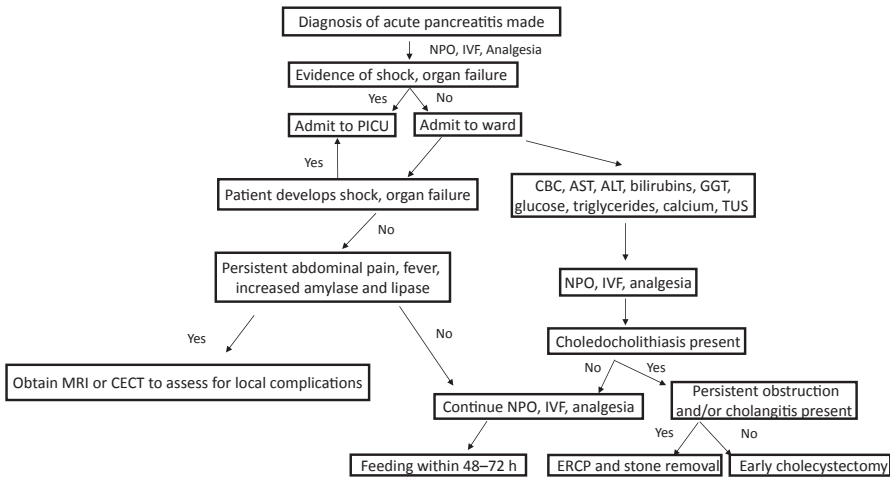 Diagnosis of acute pancreatitis made
NPO, IVF, Analgesia
Evidence of shock, organ failure
Yes
No
Admit to PICU
Admit to ward
Yes
Patient develops shock, organ failure
CBC, AST, ALT, bilirubins, GGT,
glucose, triglycerides, calcium, TUS
No
Persistent abdominal pain, fever,
increased amylase and lipase
NPO, IVF, analgesia
Yes
No
Choledocholithiasis present
No
Yes
Obtain MRI or CECT to assess for local complications
Continue NPO, IVF, analgesia
Persistent obstruction
and/or cholangitis present
Yes
No
Feeding within 48–72 h
ERCP and stone removal
Early cholecystectomy